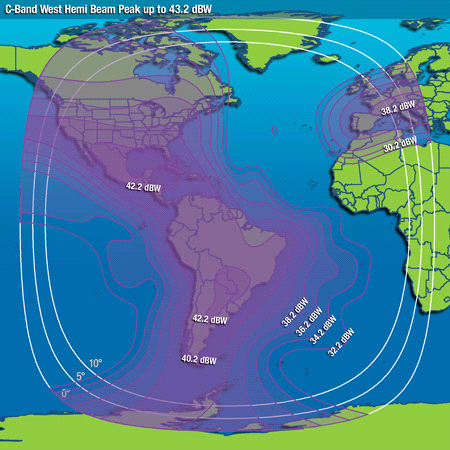 C-Band West Hemi Beam Peak up to 43.2 dBW
38.2 dBW
30.2 dBW
42.2 dBW
42.2 dBW
40.2 dBW
38.2 dBW
36.2 dBW
34.2 dBW
32.2 dBW
10°
5°
0°